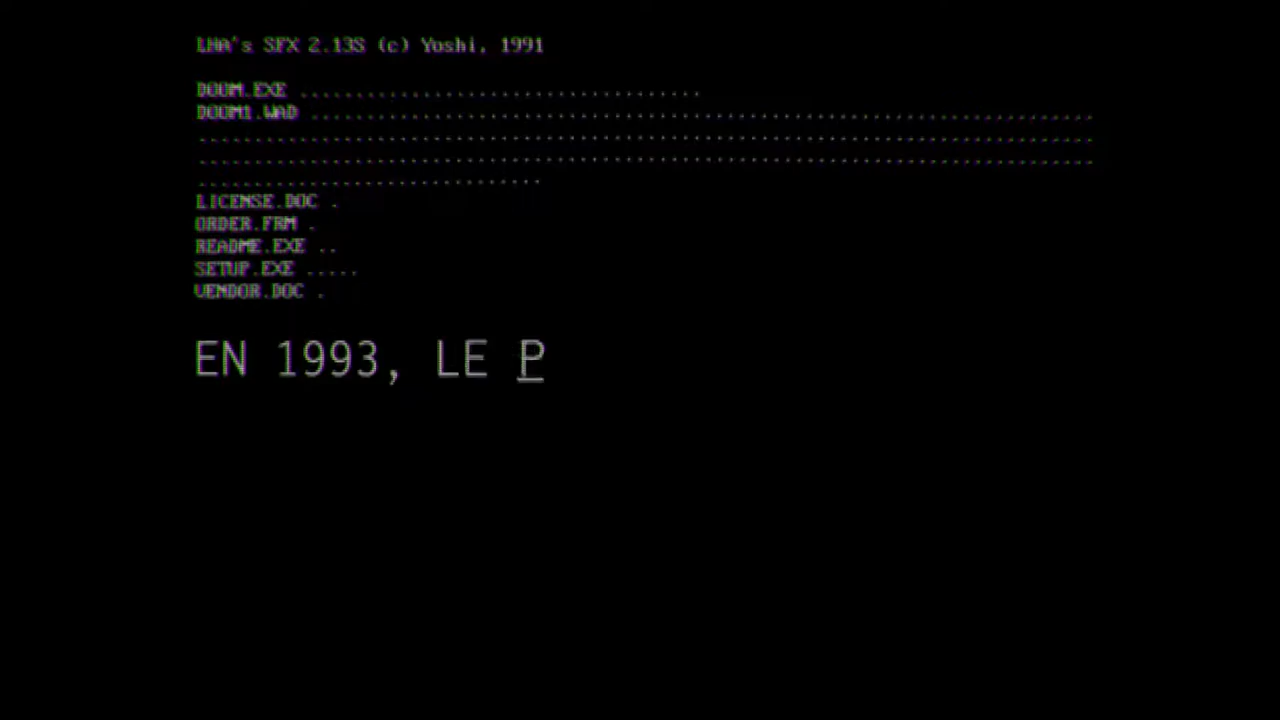 LHA's SFX 2.13S (c) Yoshi, 1991
DOOM.EXE ....................................
DOOM1.WAD ......................................................................
................................................................................
................................................................................
...............................
LICENSE.DOC .
ORDER.FRM .
README.EXE ..
SETUP.EXE .....
VENDOR.DOC .
EN 1993, LE P